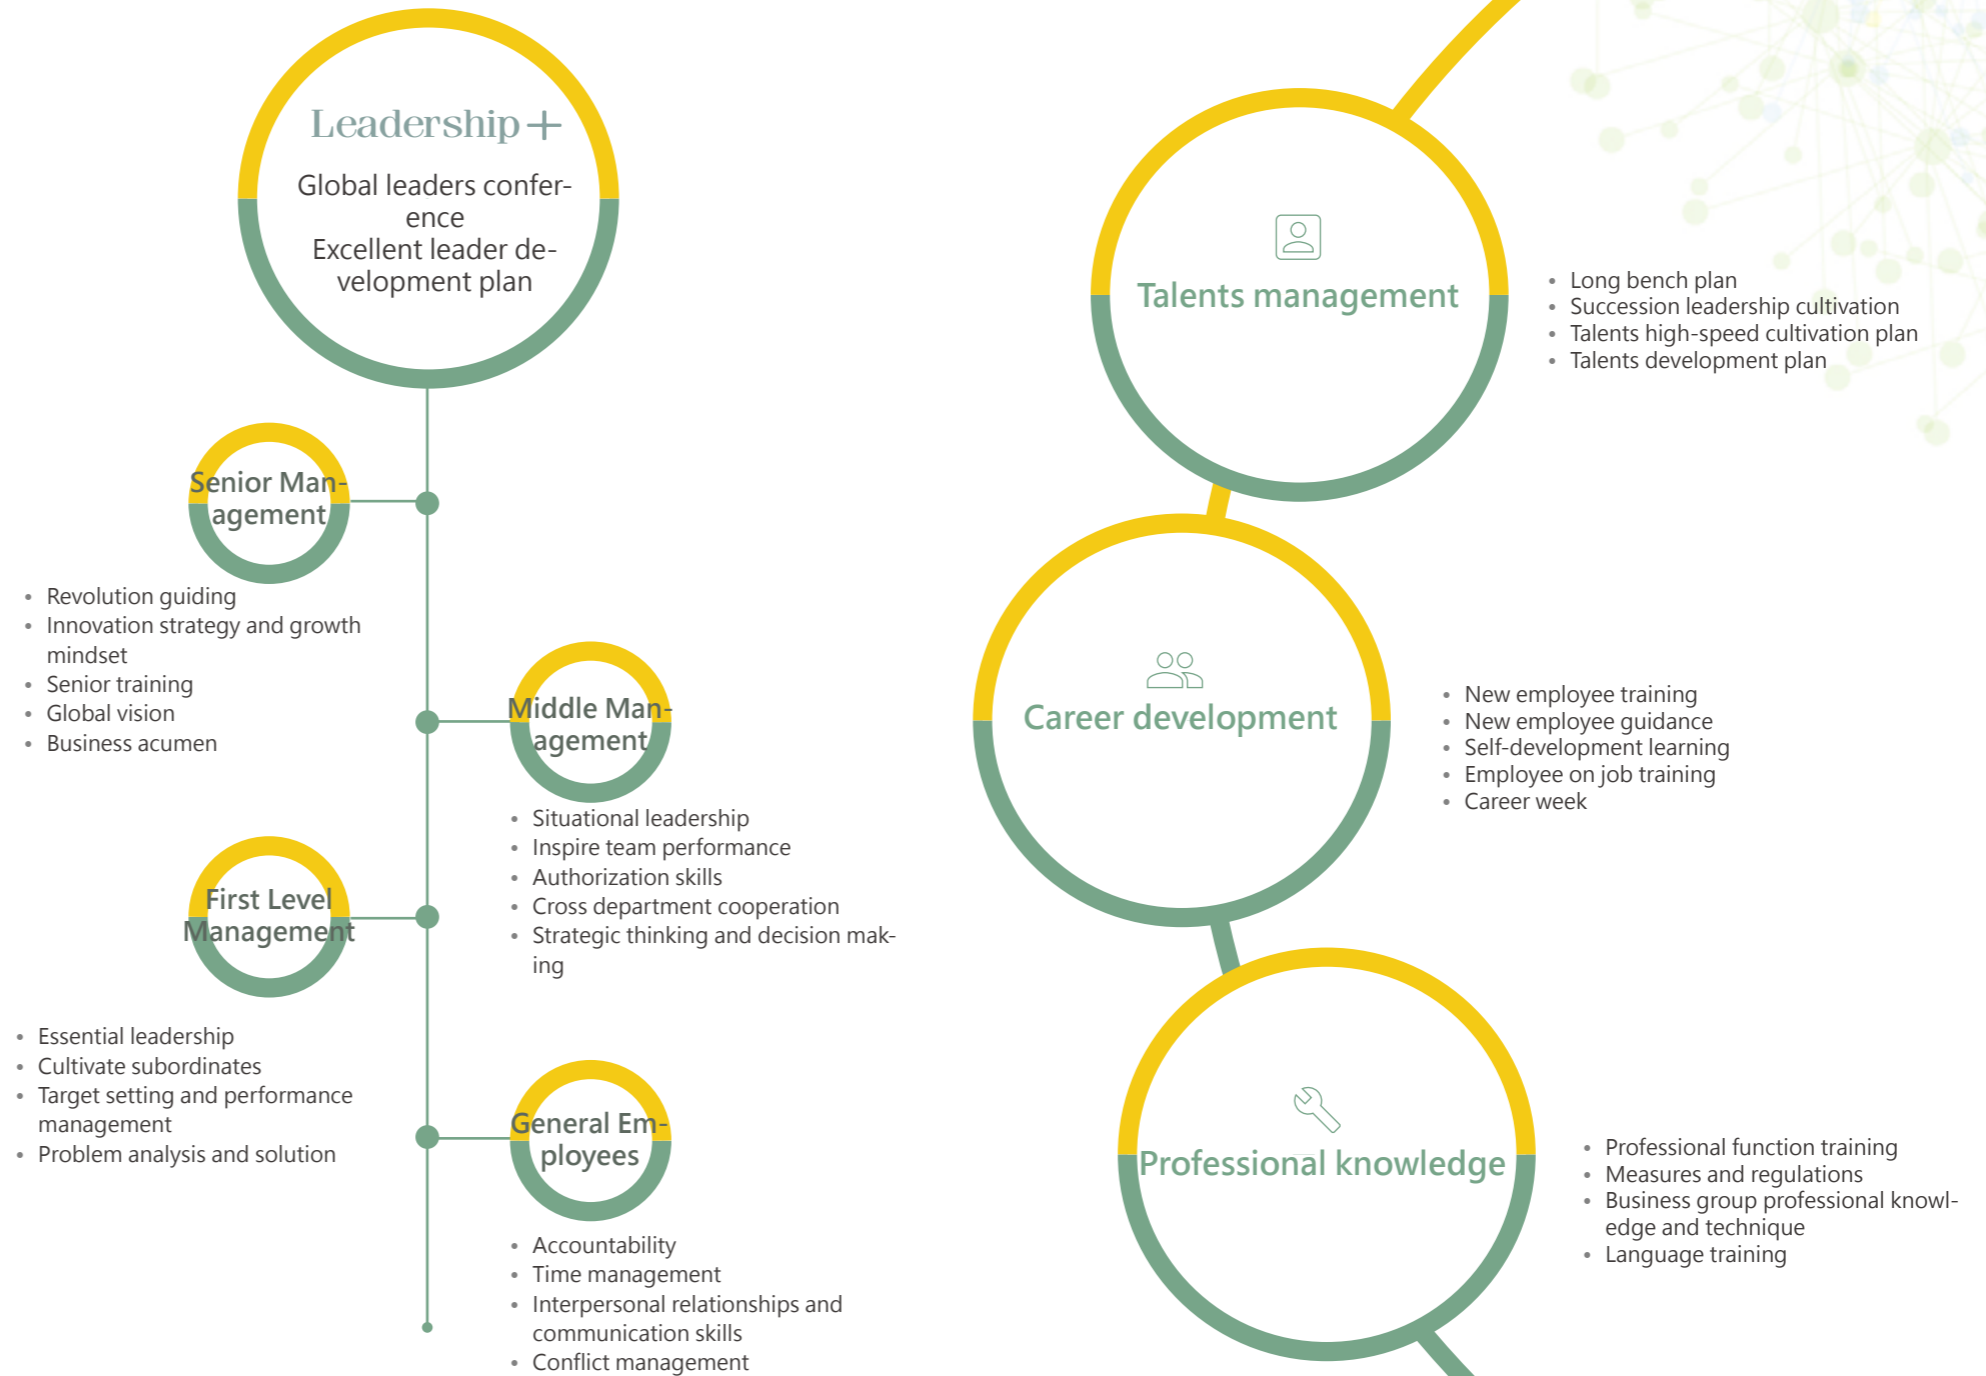 Leadership+
Global leaders confer-
ence
Excellent leader de-
velopment plan
Senior Man-
agement
• Revolution guiding
• Innovation strategy and growth
mindset
• Senior training
• Global vision
• Business acumen
Middle Man-
agement
• Situational leadership
• Inspire team performance
• Authorization skills
• Cross department cooperation
• Strategic thinking and decision mak-
ing
First Level
Management
• Essential leadership
• Cultivate subordinates
• Target setting and performance
management
• Problem analysis and solution
General Em-
ployees
• Accountability
• Time management
• Interpersonal relationships and
communication skills
• Conflict management
Talents management
• Long bench plan
• Succession leadership cultivation
• Talents high-speed cultivation plan
• Talents development plan
Career development
• New employee training
• New employee guidance
• Self-development learning
• Employee on job training
• Career week
Professional knowledge
• Professional function training
• Measures and regulations
• Business group professional knowl-
edge and technique
• Language training